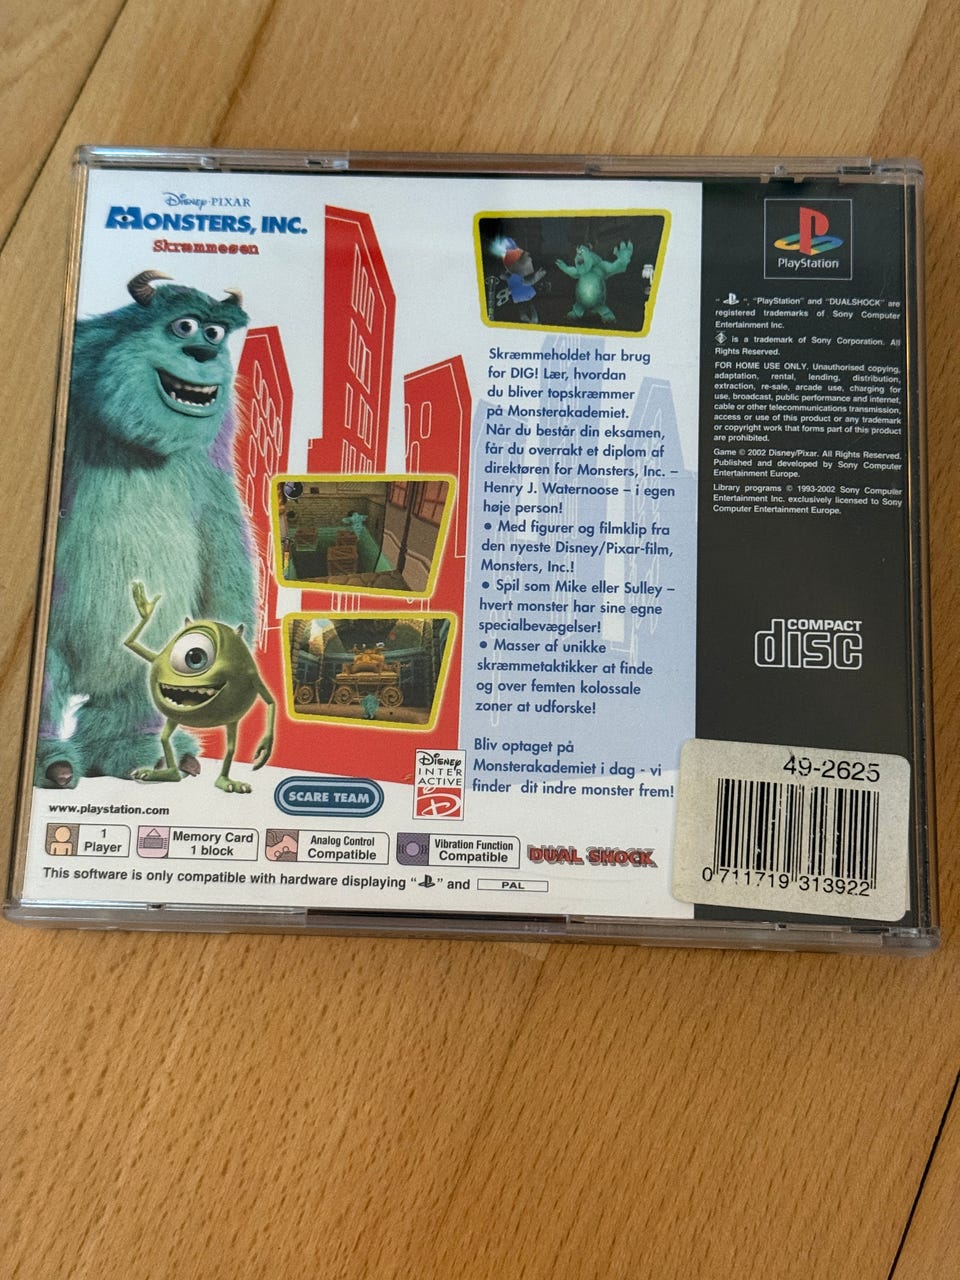 Disney·PIXAR
MONSTERS, INC.
Skræmmeøen
Skræmmeholdet har brug
for DIG! Lær, hvordan
du bliver topskræmmer
på Monsterakademiet.
Når du består din eksamen,
får du overrakt et diplom af
direktøren for Monsters, Inc. –
Henry J. Waternoose – i egen
høje person!
• Med figurer og filmklip fra
den nyeste Disney/Pixar-film,
Monsters, Inc.!
• Spil som Mike eller Sulley –
hvert monster har sine egne
specialbevægelser!
• Masser af unikke
skræmmetaktikker at finde
og over femten kolossale
zoner at udforske!
Bliv optaget på
Monsterakademiet i dag - vi
finder dit indre monster frem!
Disney
INTER
ACTIVE
SCARE TEAM
www.playstation.com
1
Player
Memory Card
1 block
Analog Control
Compatible
Vibration Function
Compatible
DUAL SHOCK
This software is only compatible with hardware displaying “ ” and PAL
PlayStation
“ ”, “PlayStation” and “DUALSHOCK” are
registered trademarks of Sony Computer
Entertainment Inc.
is a trademark of Sony Corporation. All
Rights Reserved.
FOR HOME USE ONLY. Unauthorised copying,
adaptation, rental, lending, distribution,
extraction, re-sale, arcade use, charging for
use, broadcast, public performance and internet,
cable or other telecommunications transmission,
access or use of this product or any trademark
or copyright work that forms part of this product
are prohibited.
Game © 2002 Disney/Pixar. All Rights Reserved.
Published and developed by Sony Computer
Entertainment Europe.
Library programs © 1993-2002 Sony Computer
Entertainment Inc. exclusively licensed to Sony
Computer Entertainment Europe.
COMPACT
disc
49-2625
0 711719 313922